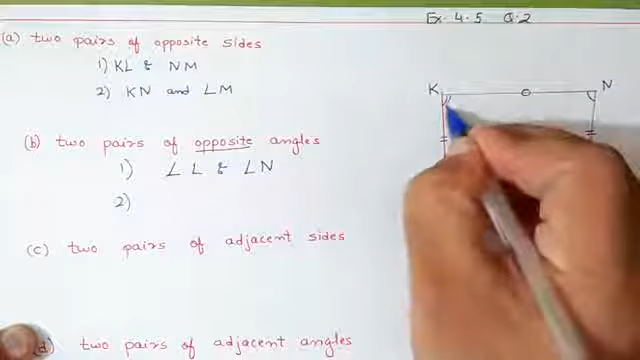 Ex. 4.5 Q.2
(a) two pairs of opposite sides
1) KL & NM
2) KN and LM
K N
(b) two pairs of opposite angles
1) ∠L & ∠N
2)
(c) two pairs of adjacent sides
(d) two pairs of adjacent angles